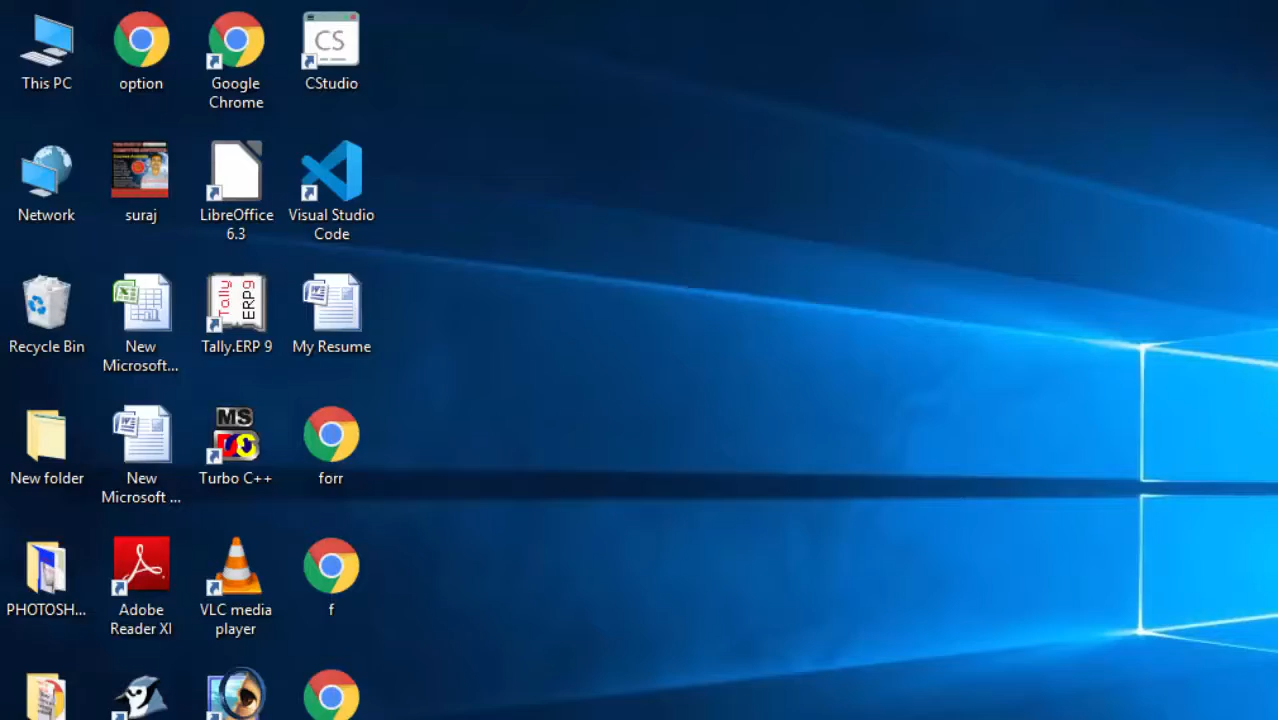 This PC
option
Google
Chrome
CS
CStudio
Network
suraj
LibreOffice
6.3
Visual Studio
Code
Recycle Bin
New
Microsoft...
Tally
ERP9
Tally.ERP 9
My Resume
New folder
New
Microsoft ...
MS
Turbo C++
forr
PHOTOSH...
Adobe
Reader XI
VLC media
player
f